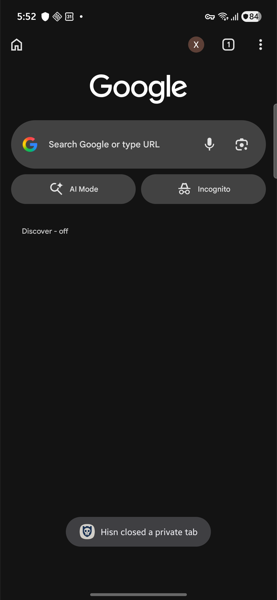 5:52
31
84
X
1
Google
Search Google or type URL
AI Mode
Incognito
Discover - off
Hisn closed a private tab